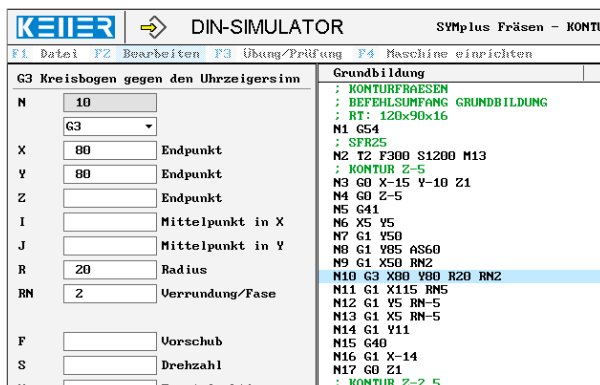 KELLER DIN-SIMULATOR SYMplus Fräsen - KONTU
F1 Datei F2 Bearbeiten F3 Übung/Prüfung F4 Maschine einrichten
G3 Kreisbogen gegen den Uhrzeigersinn
N 10
G3
X 80 Endpunkt
Y 80 Endpunkt
Z Endpunkt
I Mittelpunkt in X
J Mittelpunkt in Y
R 20 Radius
RN 2 Verrundung/Fase
F Vorschub
S Drehzahl
Grundbildung
; KONTURFRAESEN
; BEFEHLSUMFANG GRUNDBILDUNG
; RT: 120x90x16
N1 G54
; SFR25
N2 T2 F300 S1200 M13
; KONTUR Z-5
N3 G0 X-15 Y-10 Z1
N4 G0 Z-5
N5 G41
N6 X5 Y5
N7 G1 Y50
N8 G1 Y85 AS60
N9 G1 X50 RN2
N10 G3 X80 Y80 R20 RN2
N11 G1 X115 RN5
N12 G1 Y5 RN-5
N13 G1 X5 RN-5
N14 G1 Y11
N15 G40
N16 G1 X-14
N17 G0 Z1
; KONTUR Z-2.5